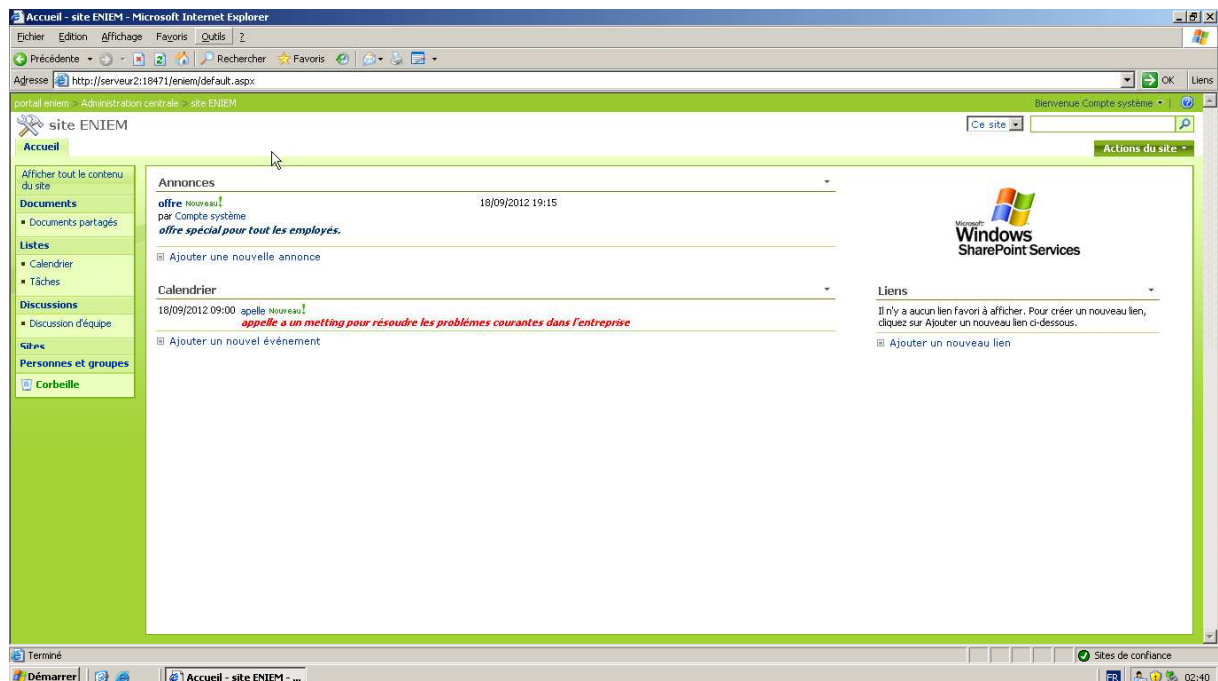 Accueil - site ENIEM - Microsoft Internet Explorer
Fichier Edition Affichage Favoris Outils ?
Précédente Rechercher Favoris
Adresse http://serveur2:18471/eniem/default.aspx OK Liens
portail eniem > Administration centrale > site ENIEM Bienvenue Compte système
site ENIEM Ce site
Accueil Actions du site
Afficher tout le contenu du site
Documents
Documents partagés
Listes
Calendrier
Tâches
Discussions
Discussion d'équipe
Sites
Personnes et groupes
Corbeille
Annonces
offre Nouveau! 18/09/2012 19:15
par Compte système
offre spécial pour tout les employés.
Ajouter une nouvelle annonce
Calendrier
18/09/2012 09:00 apelle Nouveau!
appelle a un metting pour résoudre les problémes courantes dans l'entreprise
Ajouter un nouvel événement
Microsoft
Windows
SharePoint Services
Liens
Il n'y a aucun lien favori à afficher. Pour créer un nouveau lien,
cliquez sur Ajouter un nouveau lien ci-dessous.
Ajouter un nouveau lien
Terminé Sites de confiance
Démarrer Accueil - site ENIEM - ... FR 02:40